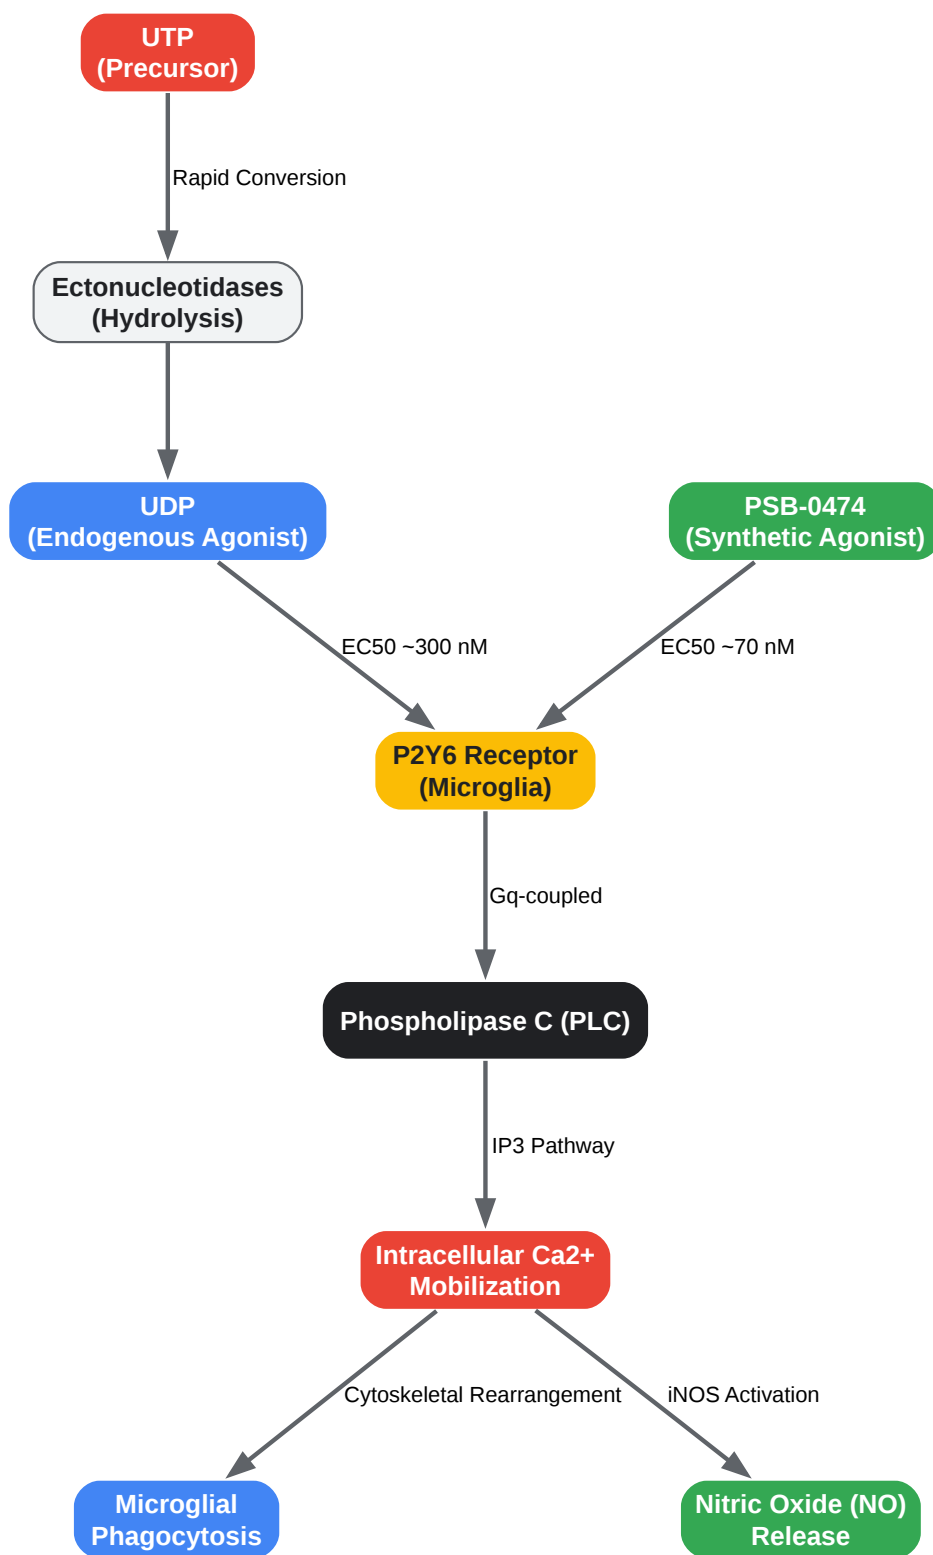 UTP
(Precursor)
Rapid Conversion
Ectonucleotidases
(Hydrolysis)
UDP
(Endogenous Agonist)
PSB-0474
(Synthetic Agonist)
EC50 ~300 nM
EC50 ~70 nM
P2Y6 Receptor
(Microglia)
Gq-coupled
Phospholipase C (PLC)
IP3 Pathway
Intracellular Ca2+
Mobilization
Cytoskeletal Rearrangement
iNOS Activation
Microglial
Phagocytosis
Nitric Oxide (NO)
Release